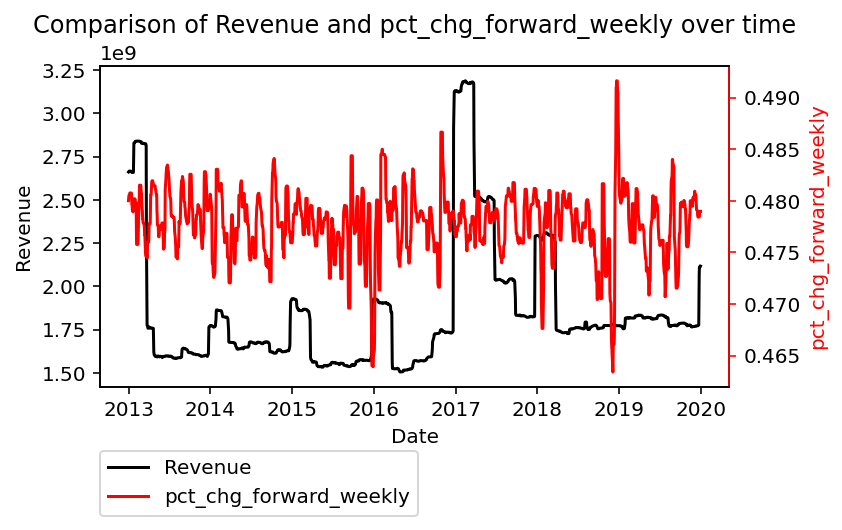 Comparison of Revenue and pct_chg_forward_weekly over time
1e9
3.25
3.00
2.75
2.50
2.25
2.00
1.75
1.50
Revenue
0.490
0.485
0.480
0.475
0.470
0.465
pct_chg_forward_weekly
2013 2014 2015 2016 2017 2018 2019 2020
Date
Revenue
pct_chg_forward_weekly